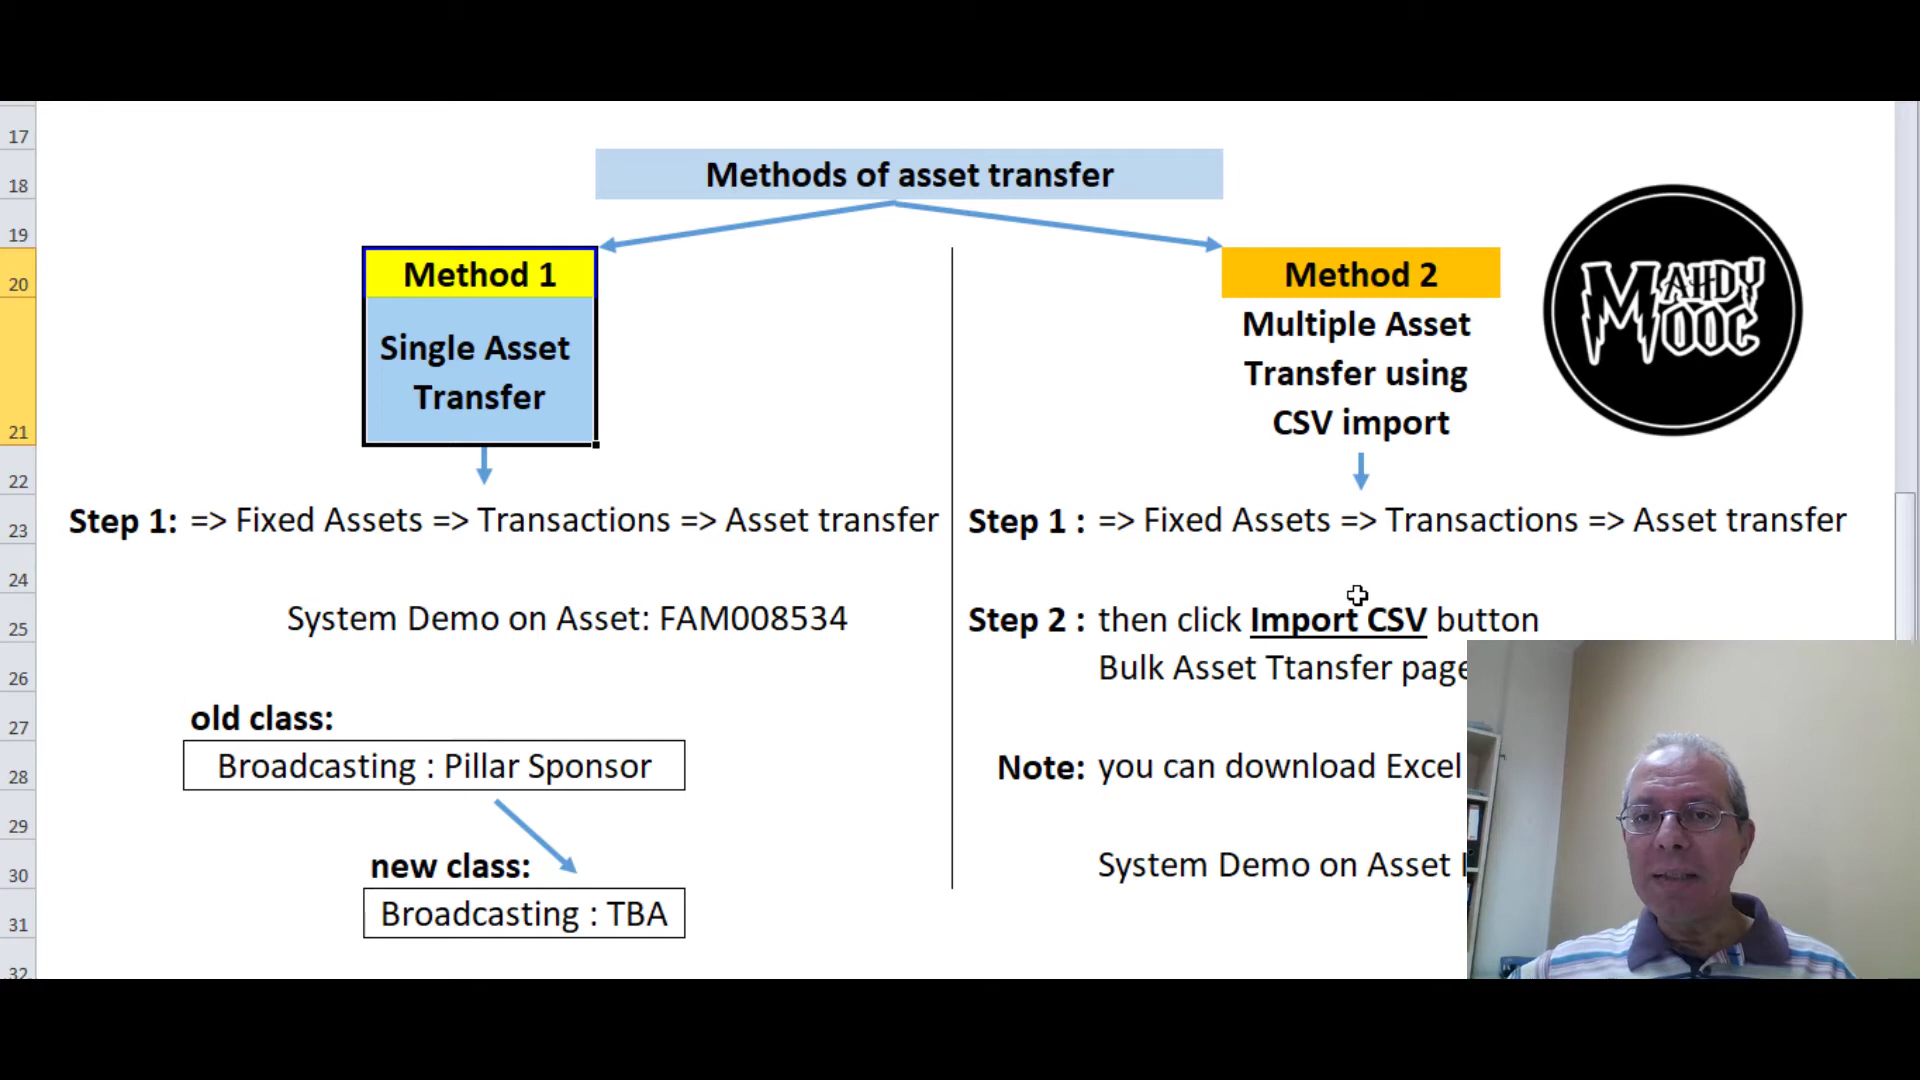 17
18
19
20
21
22
23
24
25
26
27
28
29
30
31
32
Methods of asset transfer
Method 1
Single Asset
Transfer
Step 1: => Fixed Assets => Transactions => Asset transfer
System Demo on Asset: FAM008534
old class:
Broadcasting : Pillar Sponsor
new class:
Broadcasting : TBA
Method 2
Multiple Asset
Transfer using
CSV import
Step 1 : => Fixed Assets => Transactions => Asset transfer
Step 2 : then click Import CSV button
Bulk Asset Ttansfer page
Note: you can download Excel
System Demo on Asset
MAHDY
MOOC